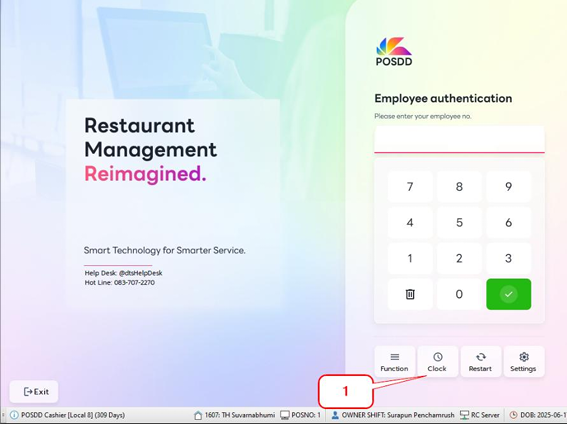 POSDD
Restaurant
Management
Reimagined.
Smart Technology for Smarter Service.
Help Desk: @dtsHelpDesk
Hot Line: 083-707-2270
Employee authentication
Please enter your employee no.
7 8 9
4 5 6
1 2 3
0
Function Clock Restart Settings
1
Exit
POSDD Cashier [Local 8] (309 Days) 1607: TH Suvarnabhumi POSNO: 1 OWNER SHIFT: Surapun Penchamrush RC Server DOB: 2025-06-1